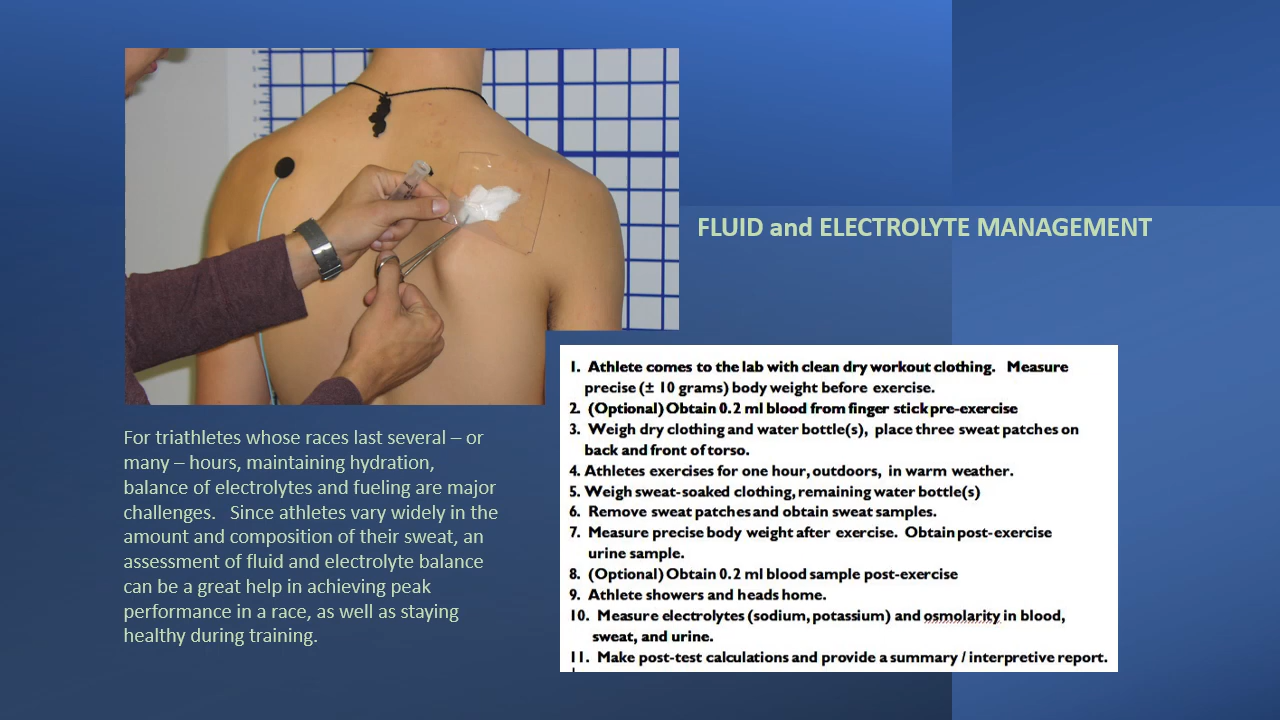 FLUID and ELECTROLYTE MANAGEMENT
For triathletes whose races last several – or
many – hours, maintaining hydration,
balance of electrolytes and fueling are major
challenges.   Since athletes vary widely in the
amount and composition of their sweat, an
assessment of fluid and electrolyte balance
can be a great help in achieving peak
performance in a race, as well as staying
healthy during training.
1.  Athlete comes to the lab with clean dry workout clothing.   Measure
precise (± 10 grams) body weight before exercise.
2.  (Optional) Obtain 0.2 ml blood from finger stick pre-exercise
3.  Weigh dry clothing and water bottle(s),  place three sweat patches on
back and front of torso.
4. Athletes exercises for one hour, outdoors,  in warm weather.
5. Weigh sweat-soaked clothing, remaining water bottle(s)
6.  Remove sweat patches and obtain sweat samples.
7.  Measure precise body weight after exercise.  Obtain post-exercise
urine sample.
8.  (Optional) Obtain 0.2 ml blood sample post-exercise
9.  Athlete showers and heads home.
10.  Measure electrolytes (sodium, potassium) and osmolarity in blood,
sweat, and urine.
11.  Make post-test calculations and provide a summary / interpretive report.